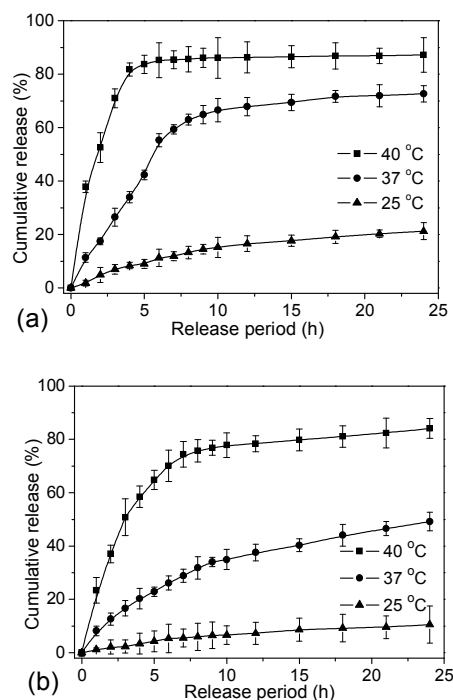 100
80
60
40
20
0
Cumulative release (%)
40 °C
37 °C
25 °C
0 5 10 15 20 25
Release period (h)
(a)
100
80
60
40
20
0
Cumulative release (%)
40 °C
37 °C
25 °C
0 5 10 15 20 25
Release period (h)
(b)